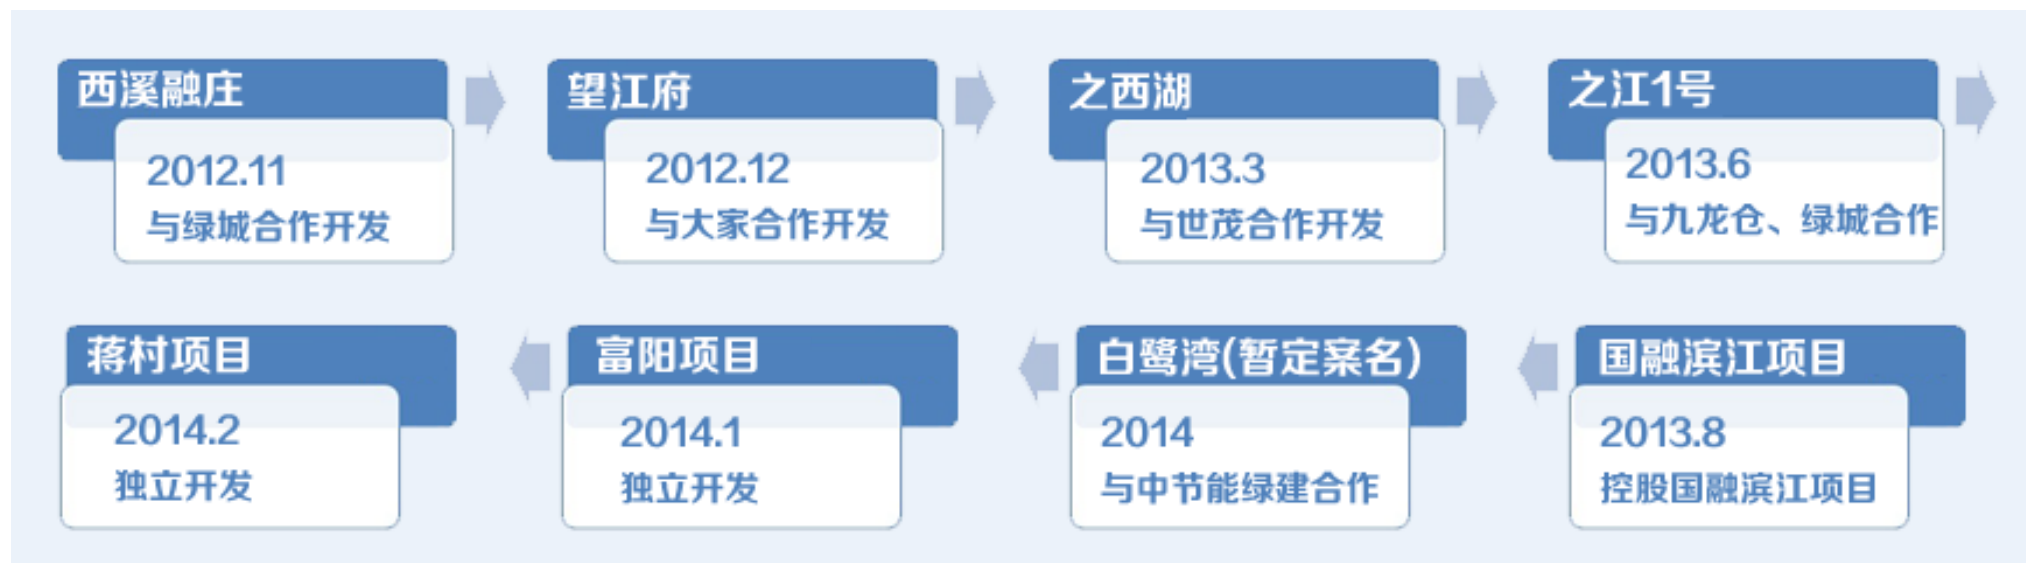 西溪融庄
2012.11
与绿城合作开发
望江府
2012.12
与大家合作开发
之西湖
2013.3
与世茂合作开发
之江1号
2013.6
与九龙仓、绿城合作
国融滨江项目
2013.8
控股国融滨江项目
白鹭湾(暂定案名)
2014
与中节能绿建合作
富阳项目
2014.1
独立开发
蒋村项目
2014.2
独立开发